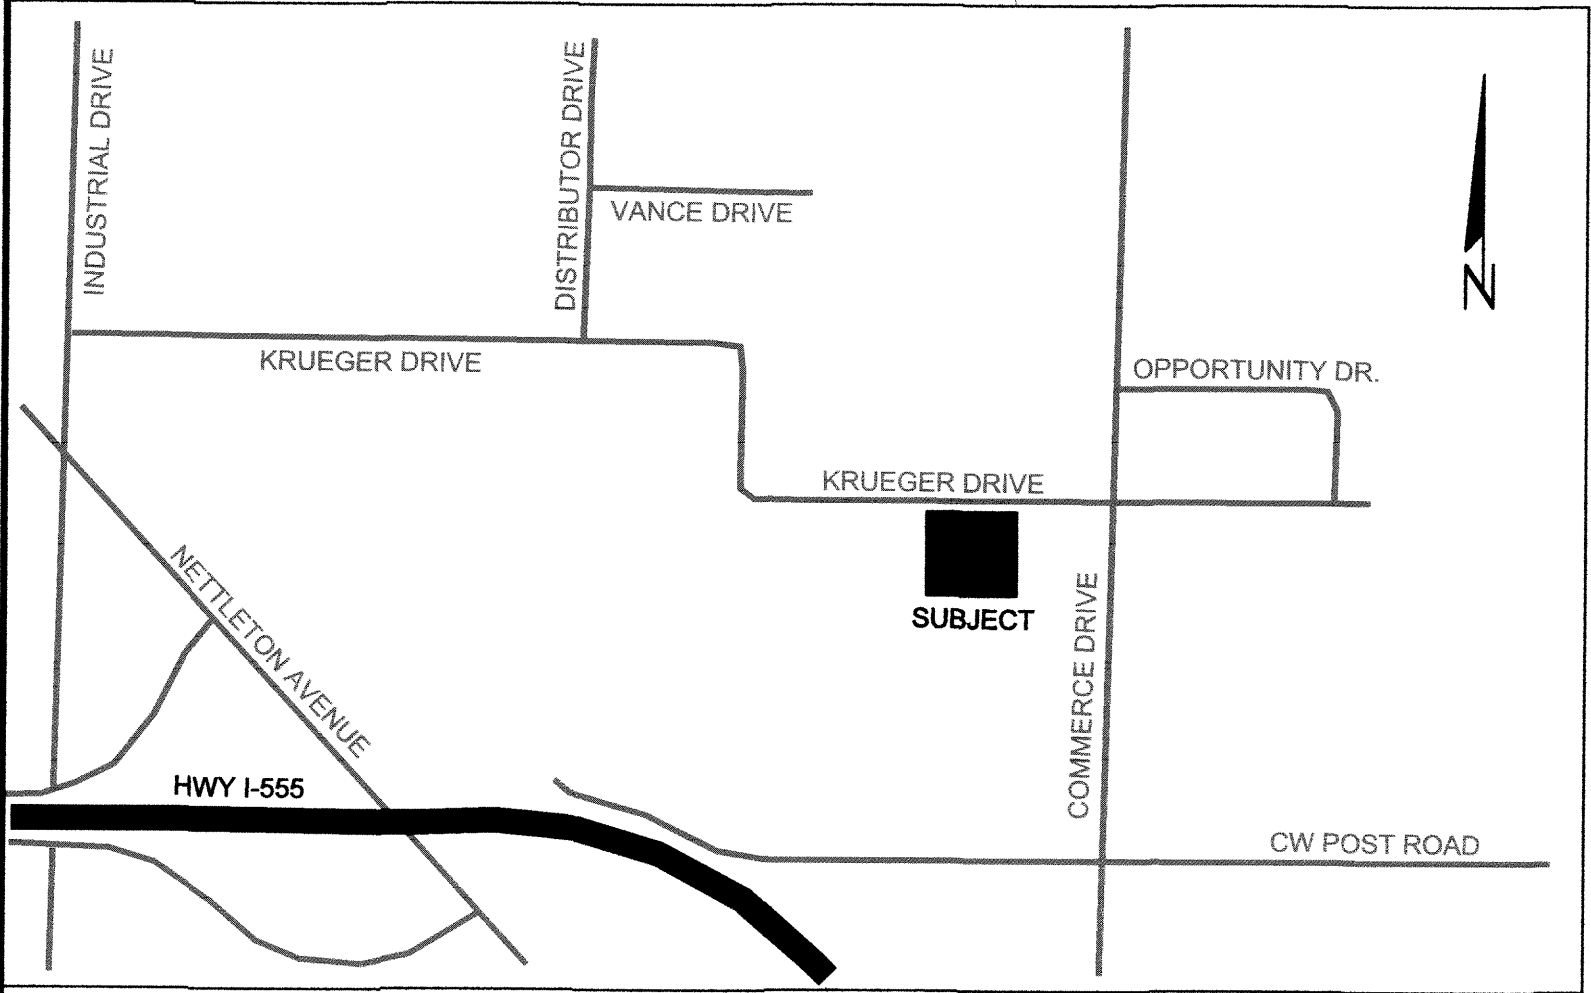 INDUSTRIAL DRIVE
DISTRIBUTOR DRIVE
VANCE DRIVE
N
KRUEGER DRIVE
OPPORTUNITY DR.
KRUEGER DRIVE
SUBJECT
NETTLETON AVENUE
COMMERCE DRIVE
HWY I-555
CW POST ROAD